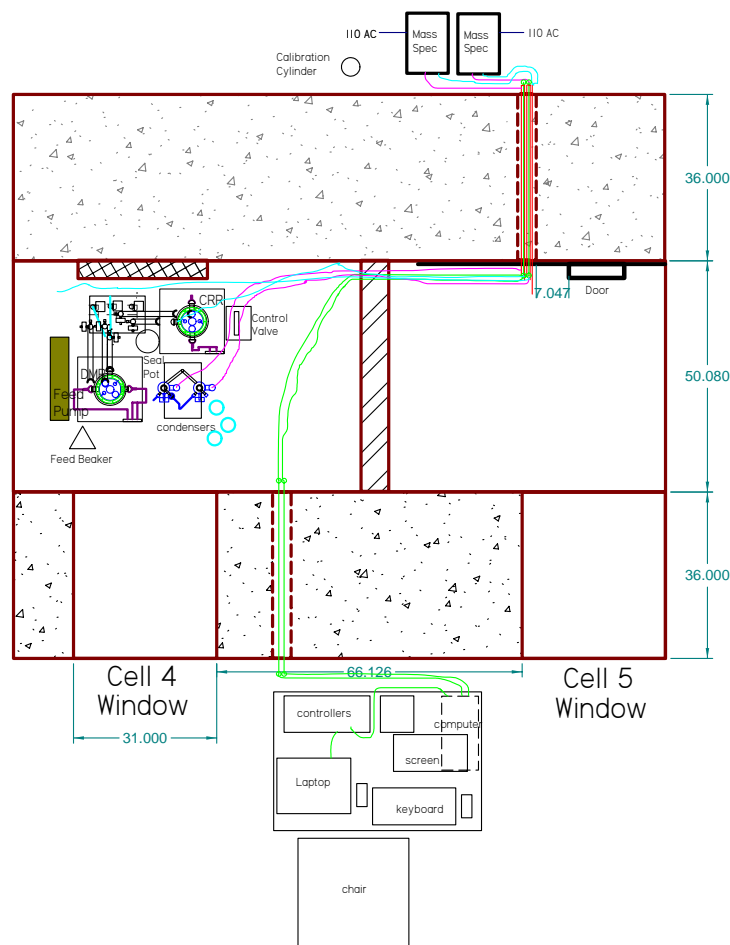 110 AC
Mass
Spec
Mass
Spec
110 AC
Calibration
Cylinder
36.000
7.047
Door
CRR
Control
Valve
Seal
Pot
Feed
Pump
condensers
Feed Beaker
50.080
36.000
66.126
Cell 4
Window
Cell 5
Window
31.000
controllers
computer
screen
Laptop
keyboard
chair